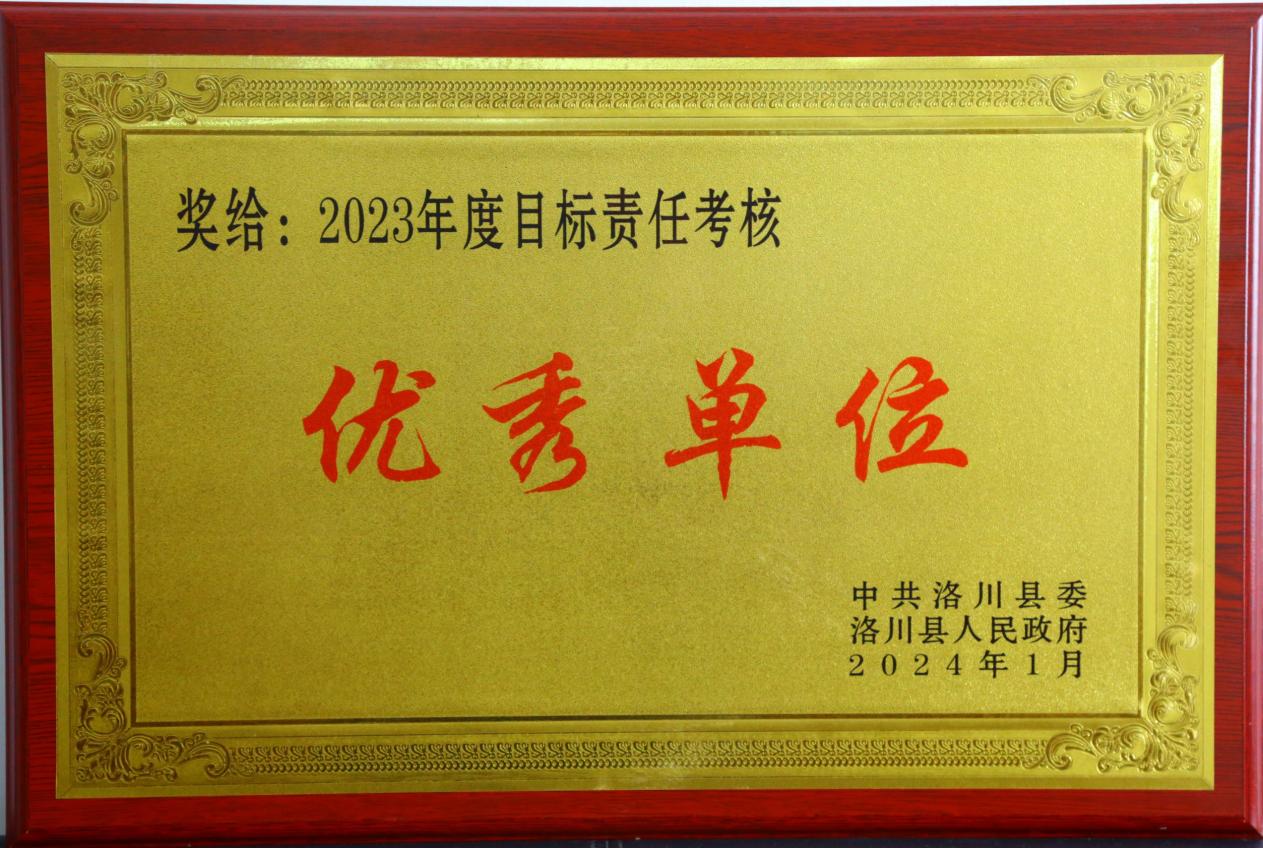 奖给：2023年度目标责任考核
优秀单位
中共洛川县委
洛川县人民政府
2024年1月